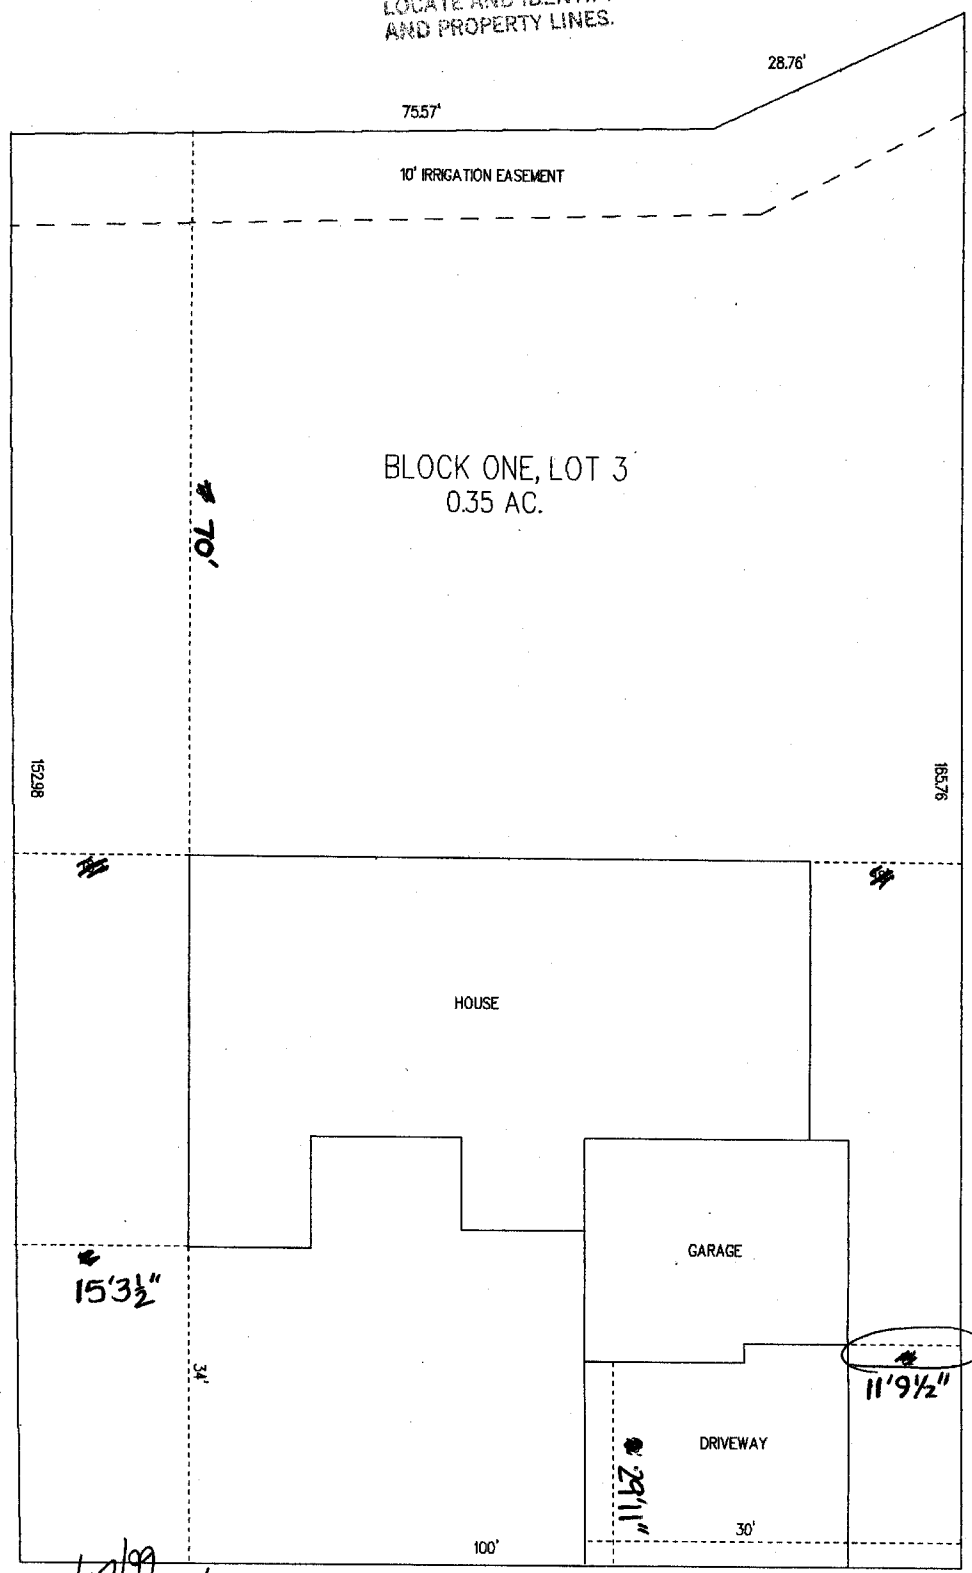 AND PROPERTY LINES.
28.76'
75.57'
10' IRRIGATION EASEMENT
BLOCK ONE, LOT 3
0.35 AC.
70'
152.98
165.76
HOUSE
GARAGE
15'3½"
34'
11'9½"
DRIVEWAY
29'11"
30'
100'